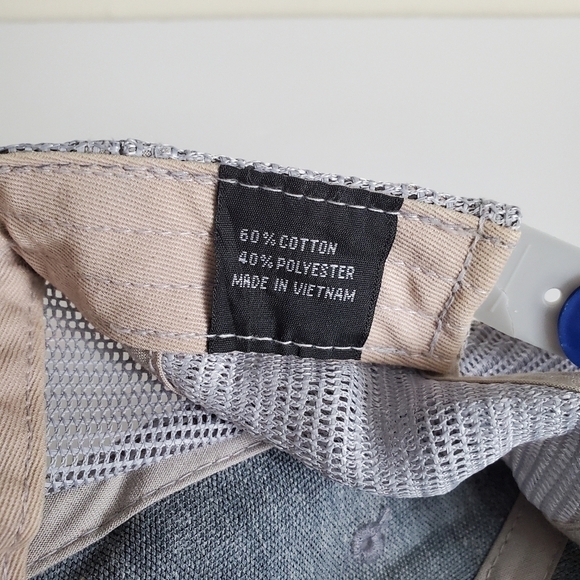 60% COTTON
40% POLYESTER
MADE IN VIETNAM